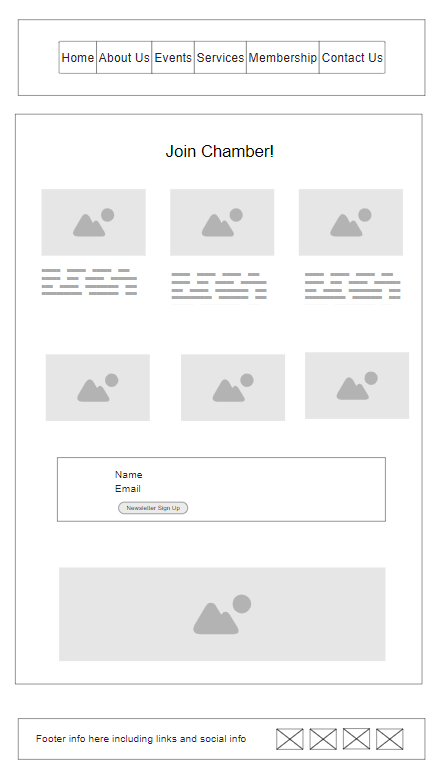 Home About Us Events Services Membership Contact Us
Join Chamber!
Name
Email
Newsletter Sign Up
Footer info here including links and social info